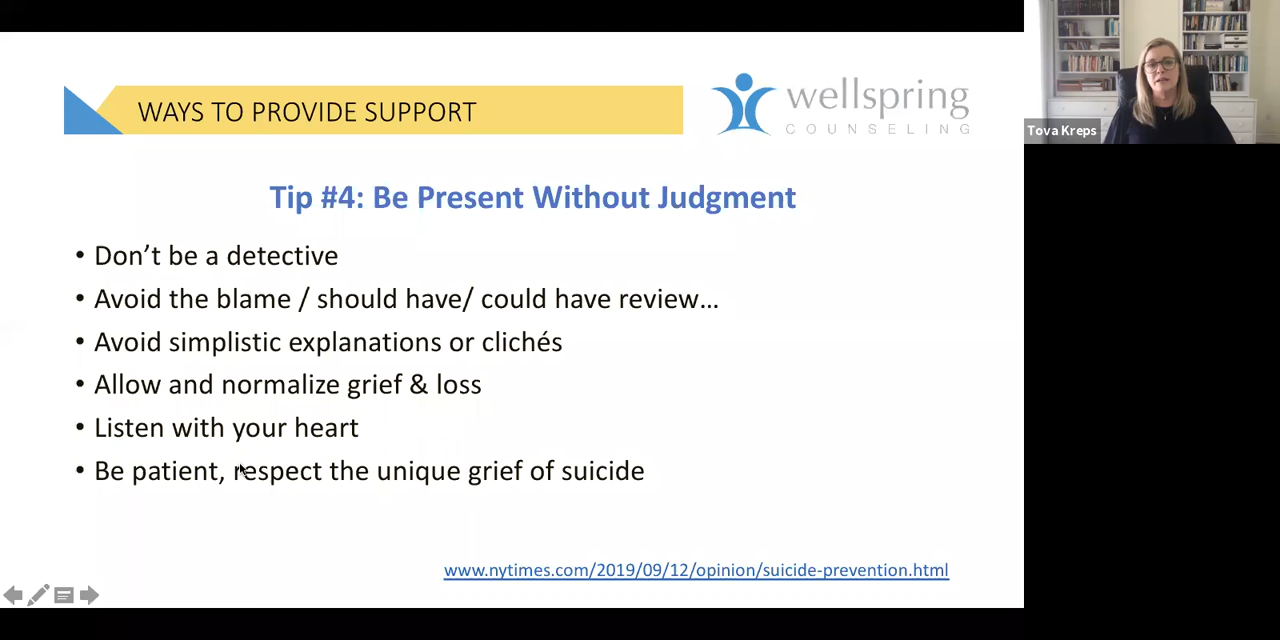 WAYS TO PROVIDE SUPPORT
wellspring
COUNSELING
Tova Kreps
Tip #4: Be Present Without Judgment
• Don’t be a detective
• Avoid the blame / should have/ could have review…
• Avoid simplistic explanations or clichés
• Allow and normalize grief & loss
• Listen with your heart
• Be patient, respect the unique grief of suicide
www.nytimes.com/2019/09/12/opinion/suicide-prevention.html